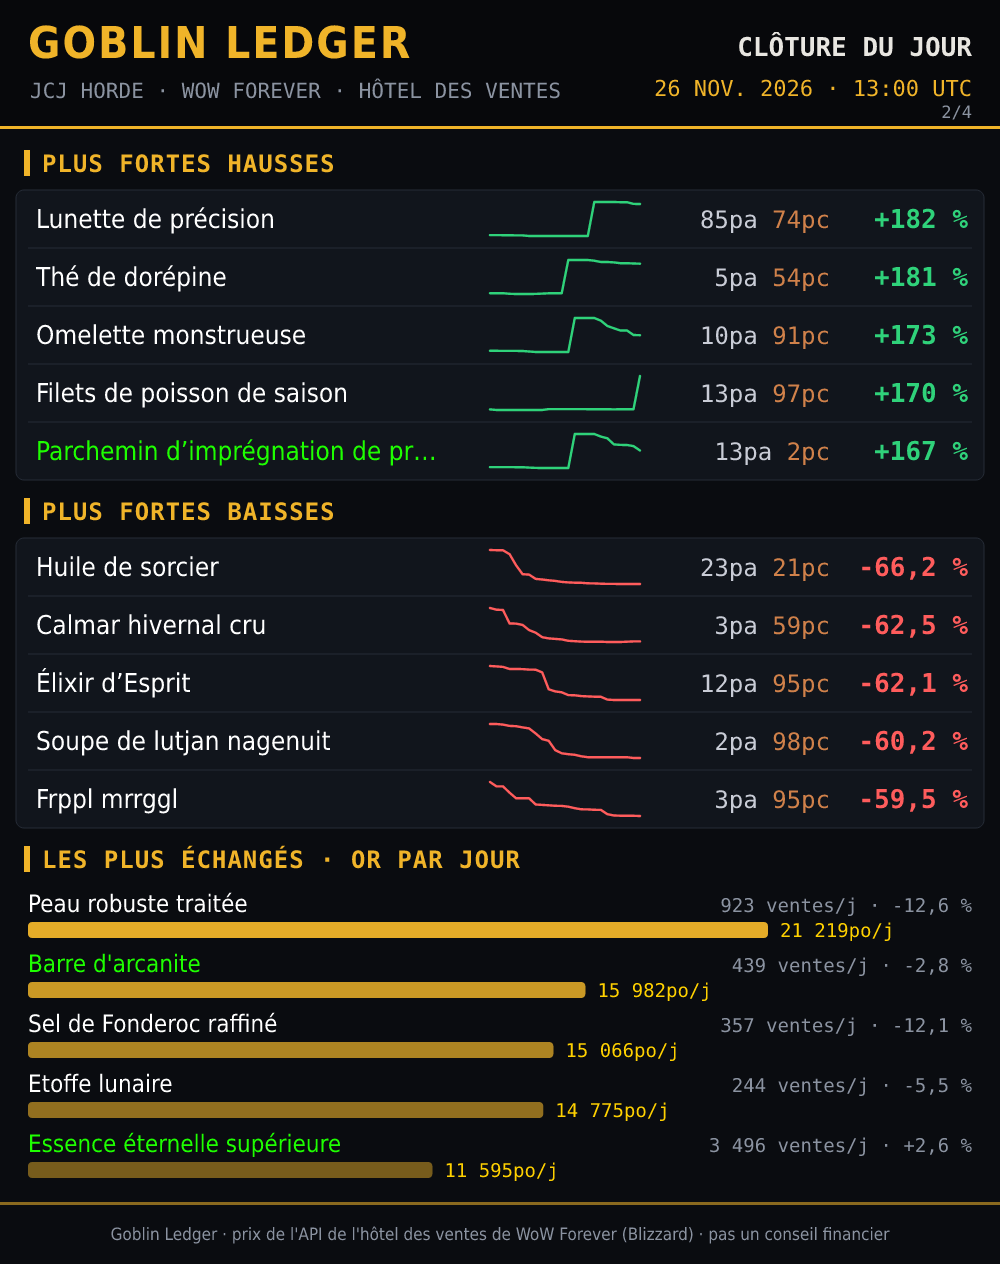 GOBLIN LEDGER
CLÔTURE DU JOUR
JCJ HORDE · WOW FOREVER · HÔTEL DES VENTES
26 NOV. 2026 · 13:00 UTC
2/4
PLUS FORTES HAUSSES
Lunette de précision 85pa 74pc +182 %
Thé de dorépine 5pa 54pc +181 %
Omelette monstrueuse 10pa 91pc +173 %
Filets de poisson de saison 13pa 97pc +170 %
Parchemin d’imprégnation de pr… 13pa 2pc +167 %
PLUS FORTES BAISSES
Huile de sorcier 23pa 21pc -66,2 %
Calmar hivernal cru 3pa 59pc -62,5 %
Élixir d’Esprit 12pa 95pc -62,1 %
Soupe de lutjan nagenuit 2pa 98pc -60,2 %
Frppl mrrggl 3pa 95pc -59,5 %
LES PLUS ÉCHANGÉS · OR PAR JOUR
Peau robuste traitée 923 ventes/j · -12,6 %
21 219po/j
Barre d'arcanite 439 ventes/j · -2,8 %
15 982po/j
Sel de Fonderoc raffiné 357 ventes/j · -12,1 %
15 066po/j
Etoffe lunaire 244 ventes/j · -5,5 %
14 775po/j
Essence éternelle supérieure 3 496 ventes/j · +2,6 %
11 595po/j
Goblin Ledger · prix de l'API de l'hôtel des ventes de WoW Forever (Blizzard) · pas un conseil financier